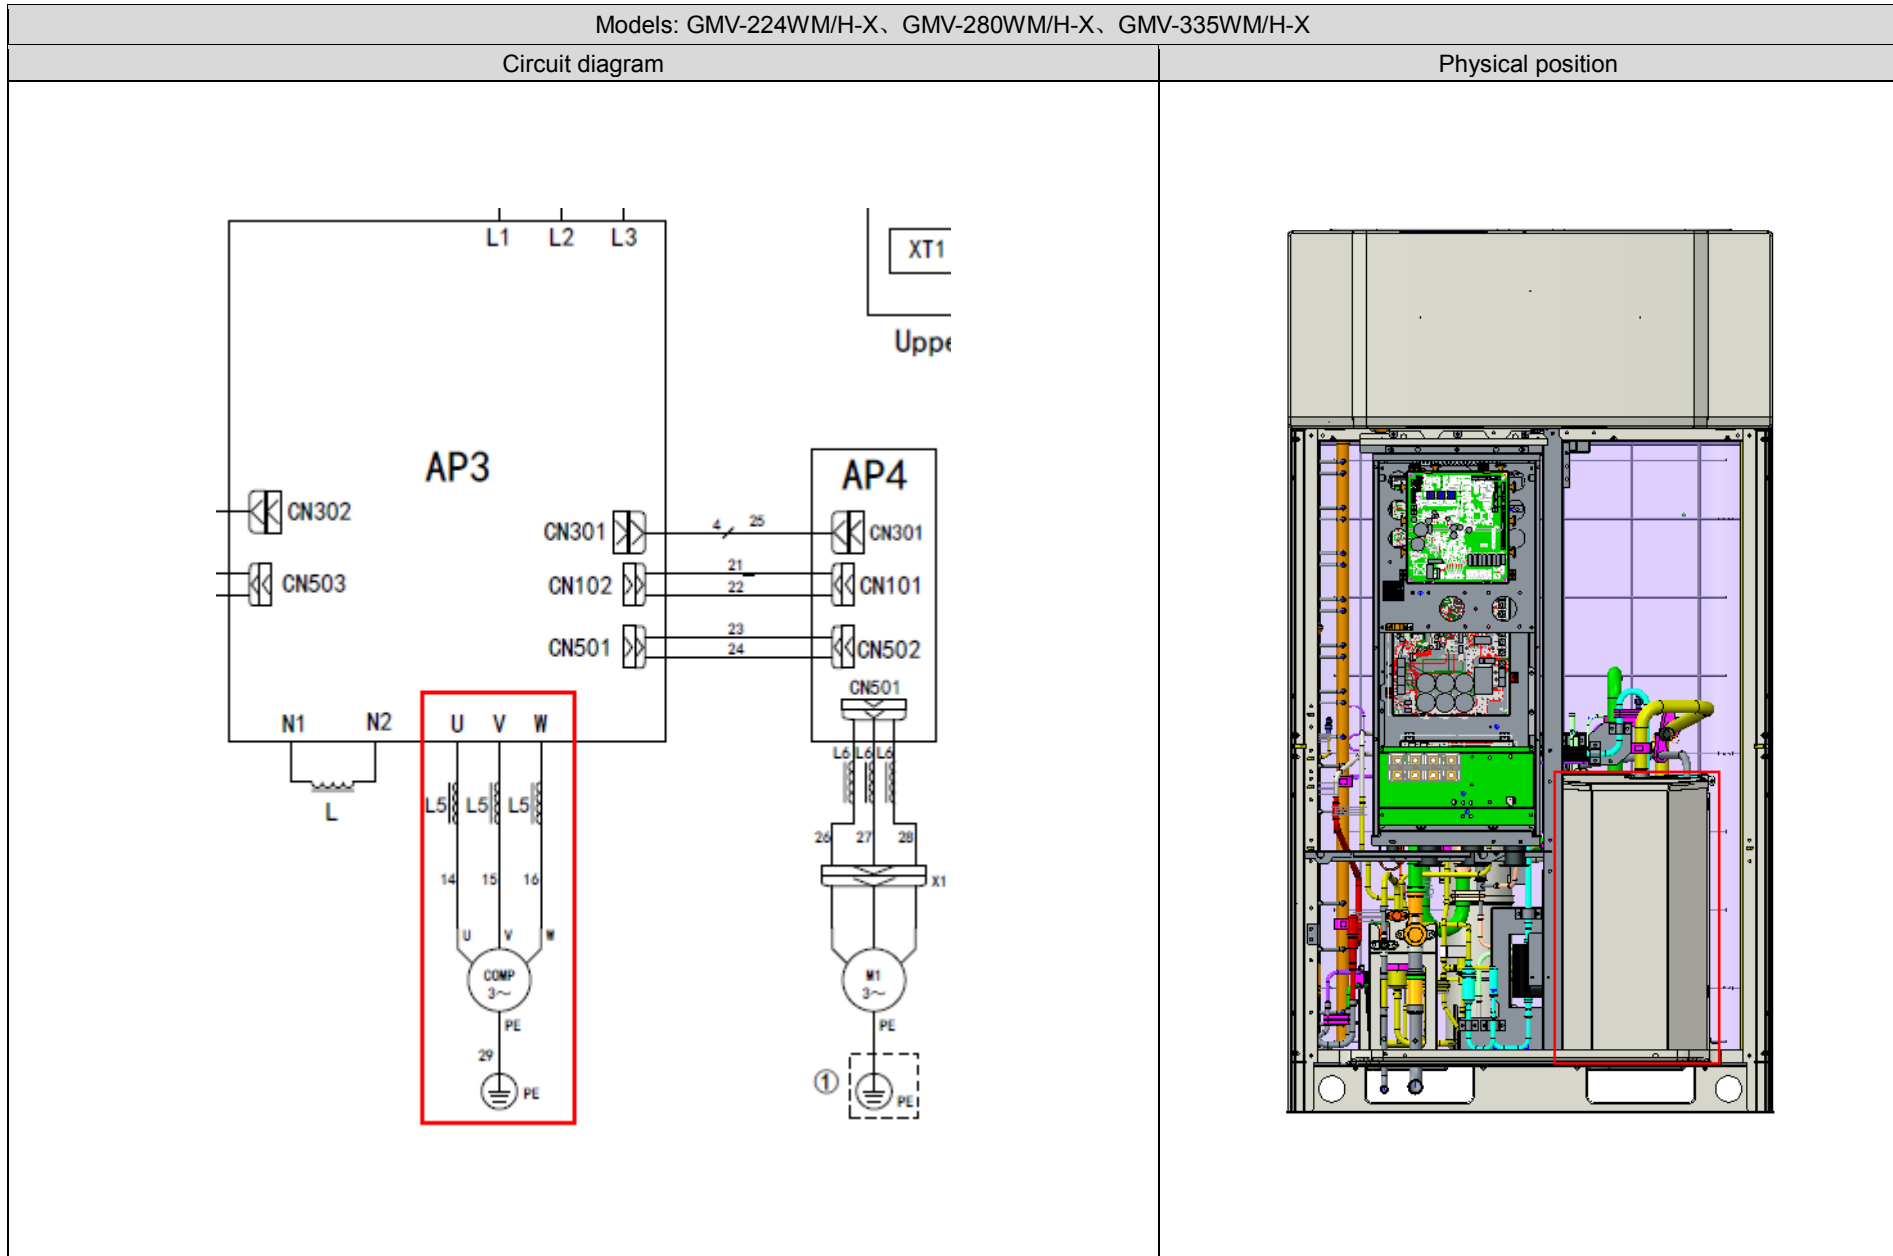 Models: GMV-224WM/H-X、GMV-280WM/H-X、GMV-335WM/H-X
Circuit diagram
Physical position
L1 L2 L3
XT1
Uppe
AP3
AP4
CN302
CN301
4 25
CN301
CN503
CN102
21
22
CN101
CN501
23
24
CN502
CN501
N1 N2 U V W
L
L5 L5 L5
L6 L6 L6
26 27 28
14 15 16
X1
U V W
COMP
3~
M1
3~
PE
PE
29
PE
①
PE